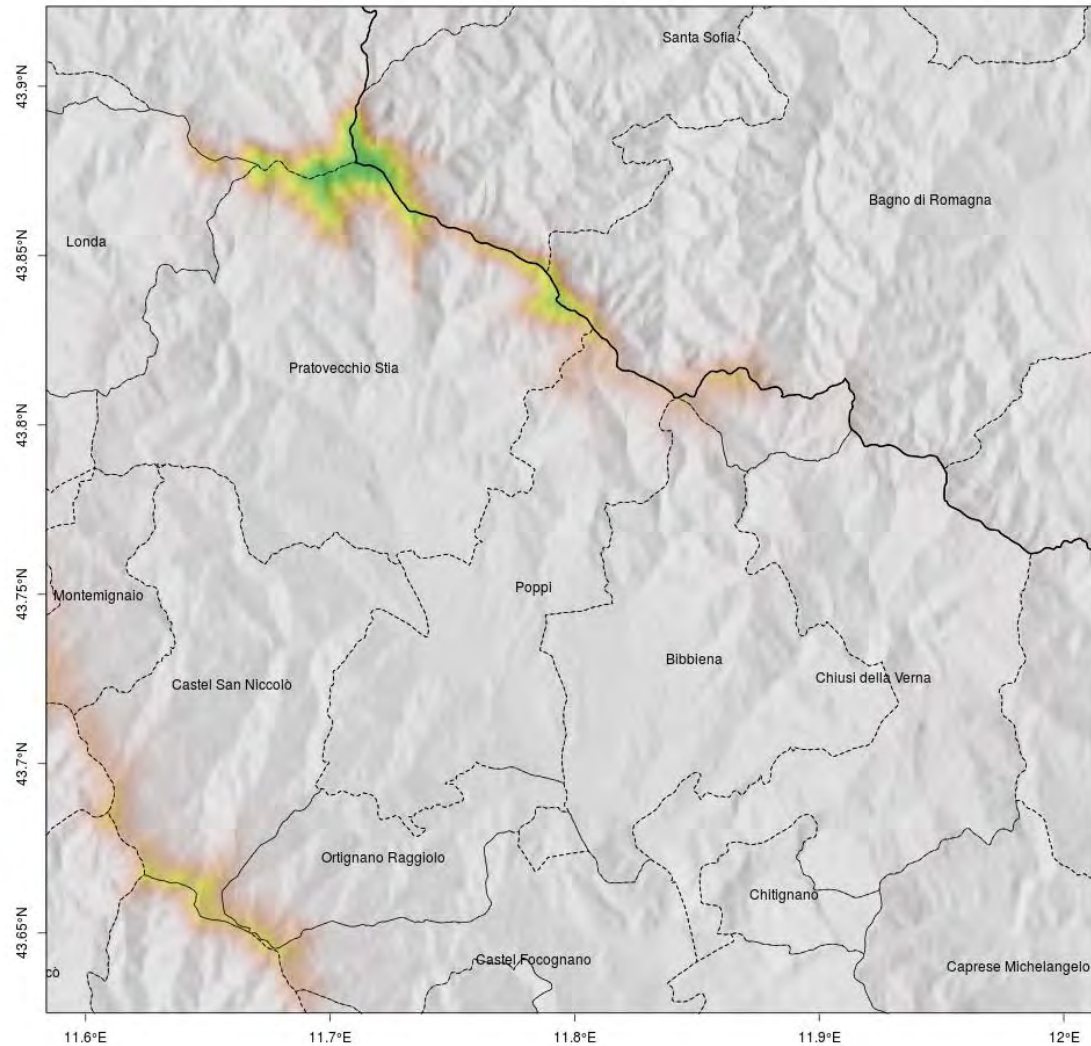 Santa Sofia
Bagno di Romagna
Londa
Pratovecchio Stia
Poppi
Montemignaio
Bibbiena
Castel San Niccolò
Chiusi della Verna
Ortignano Raggiolo
Chitignano
Castel Focognano
Caprese Michelangelo
cò
43.9°N
43.85°N
43.8°N
43.75°N
43.7°N
43.65°N
11.6°E
11.7°E
11.8°E
11.9°E
12°E